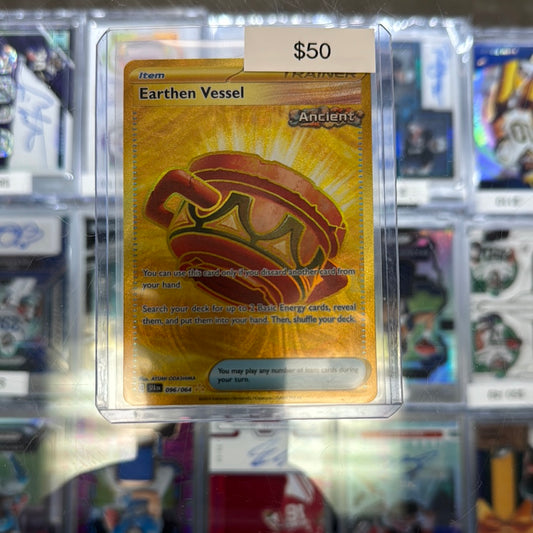 $50
Item
TRAINER
Earthen Vessel
Ancient
You can use this card only if you discard another card from
your hand.
Search your deck for up to 2 Basic Energy cards, reveal
them, and put them into your hand. Then, shuffle your deck.
You may play any number of Item cards during
your turn.
096/064